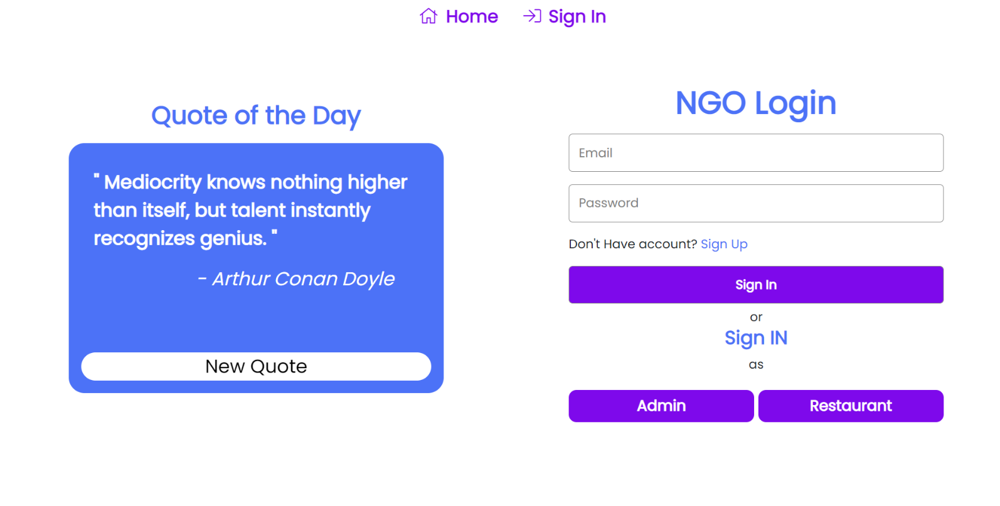 Home Sign In
Quote of the Day
" Mediocrity knows nothing higher
than itself, but talent instantly
recognizes genius. "
- Arthur Conan Doyle
New Quote
NGO Login
Email
Password
Don't Have account? Sign Up
Sign In
or
Sign IN
as
Admin Restaurant